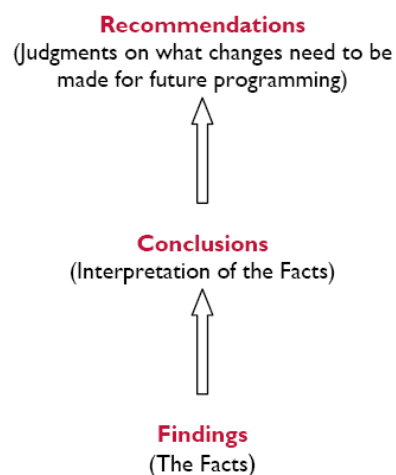 Recommendations
(Judgments on what changes need to be
made for future programming)
Conclusions
(Interpretation of the Facts)
Findings
(The Facts)